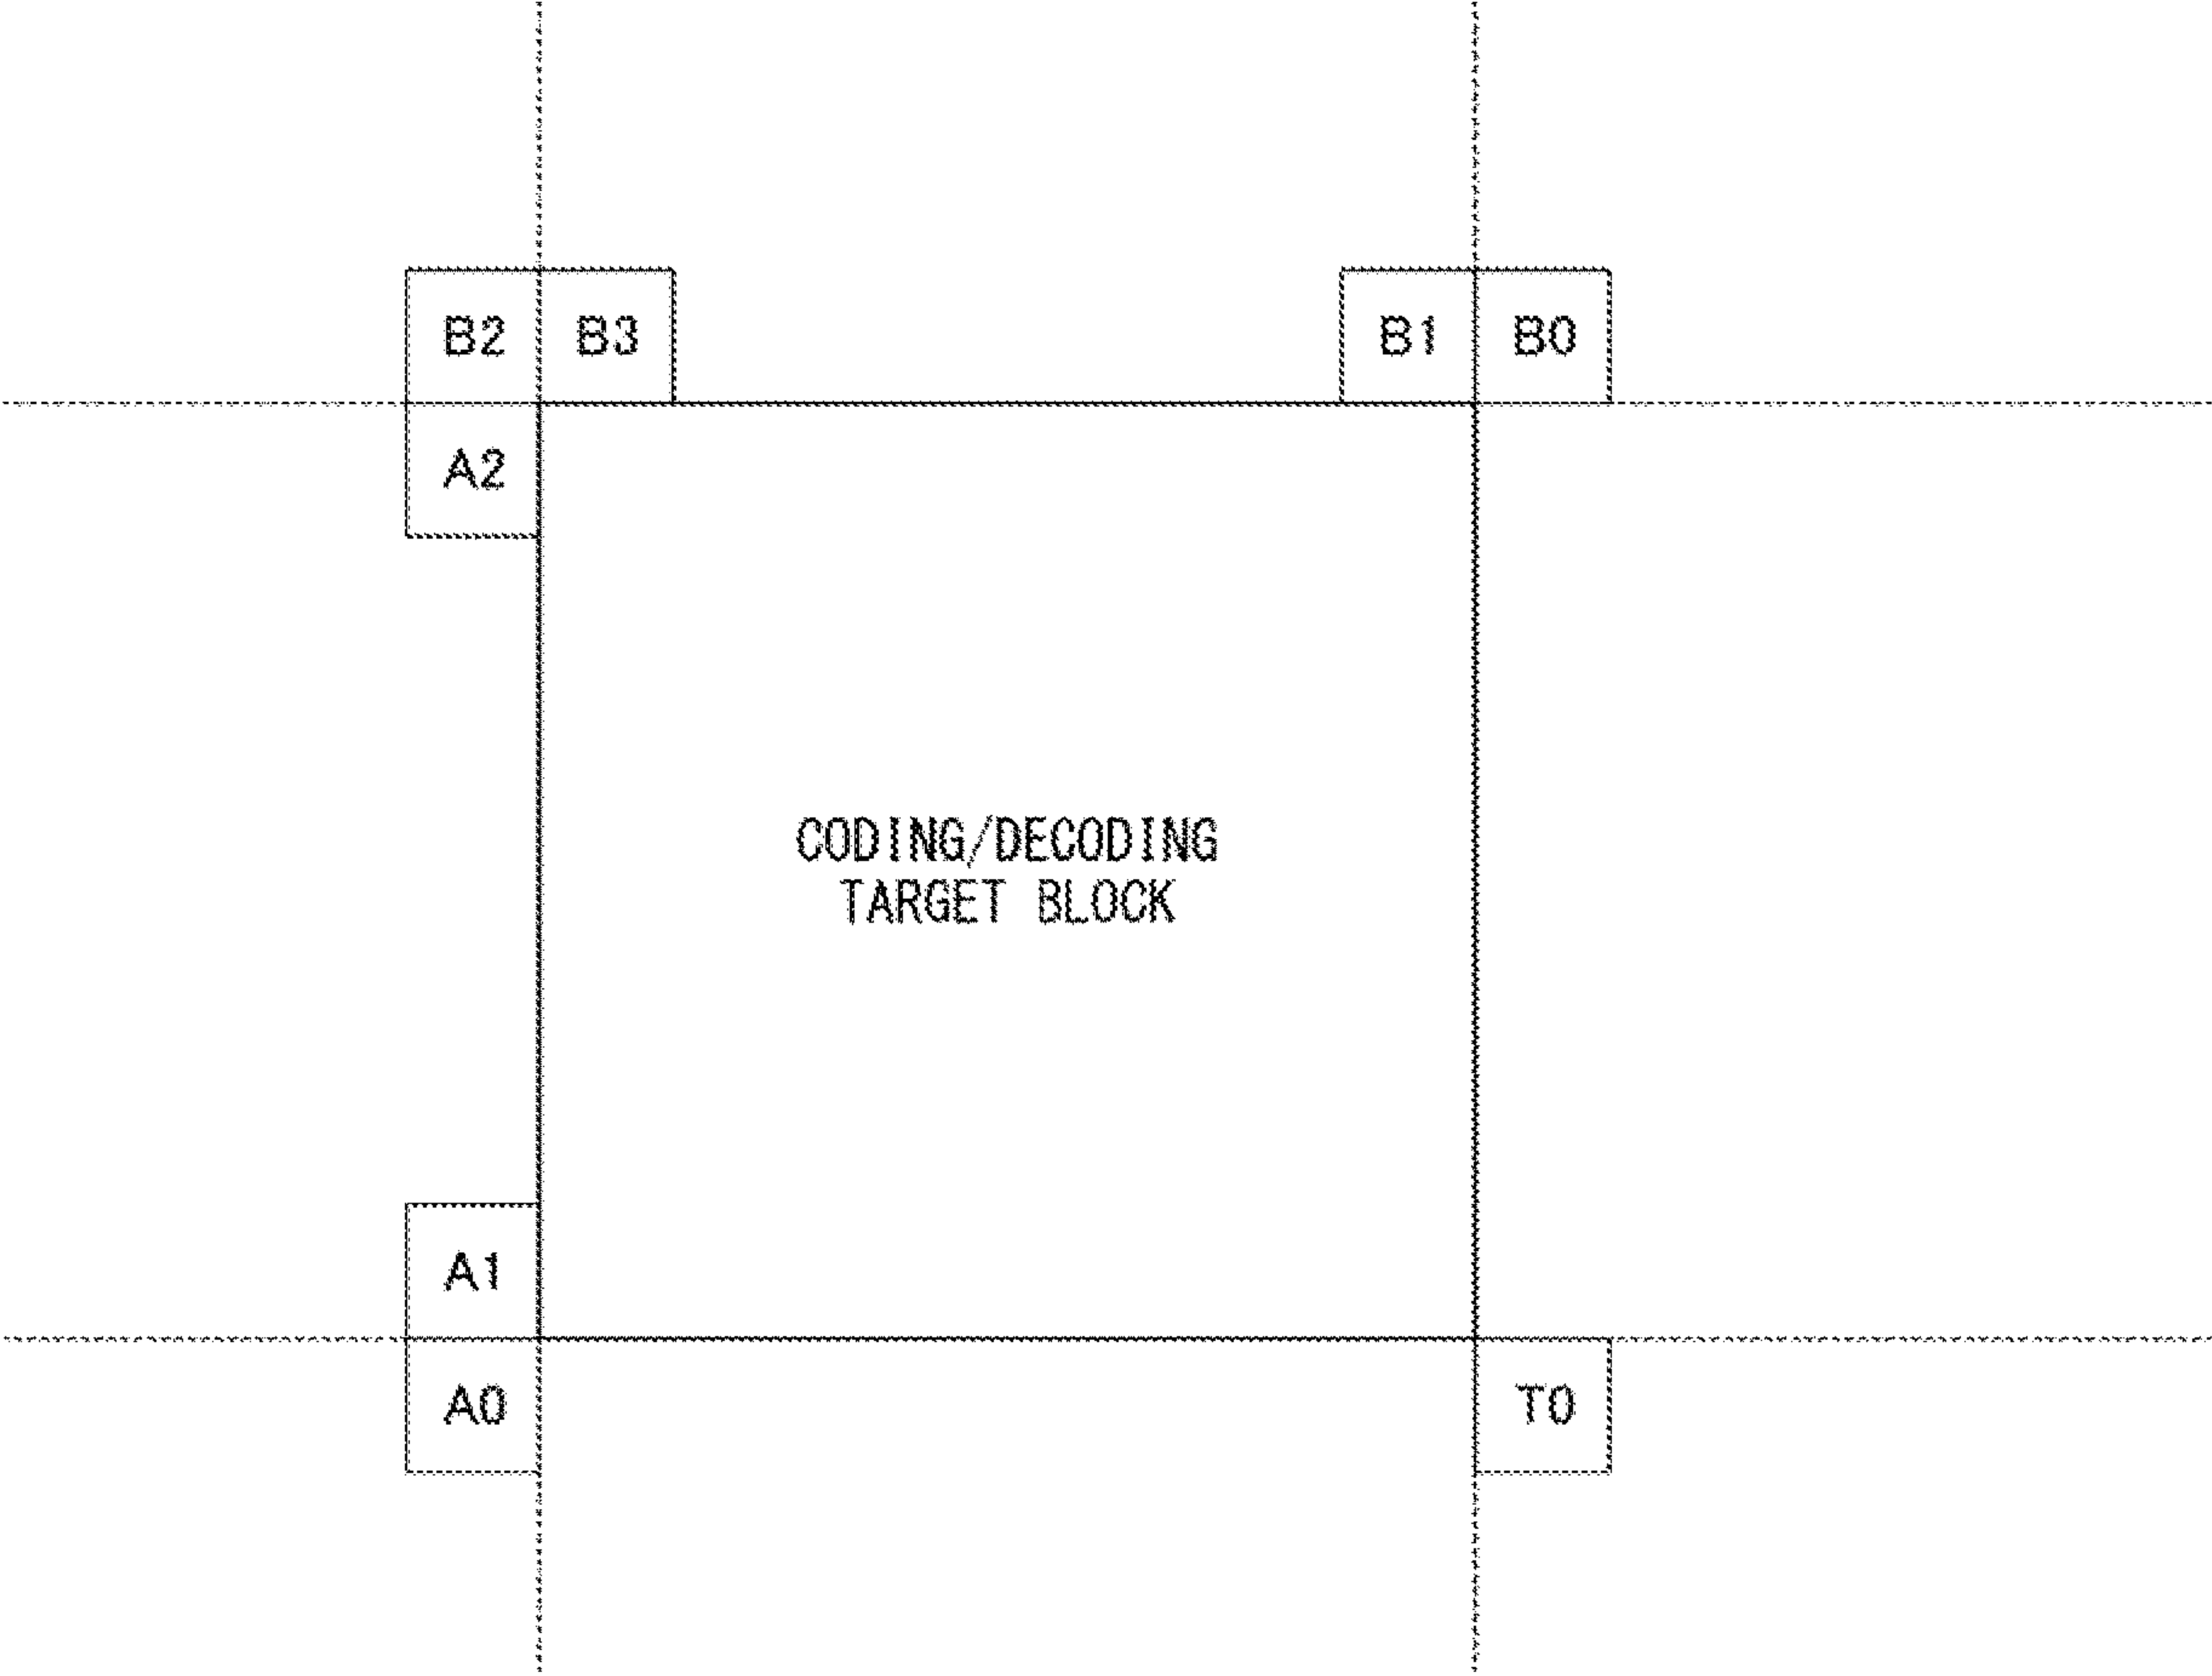 B2 B3 B1 B0
A2
CODING/DECODING
TARGET BLOCK
A1
A0 T0